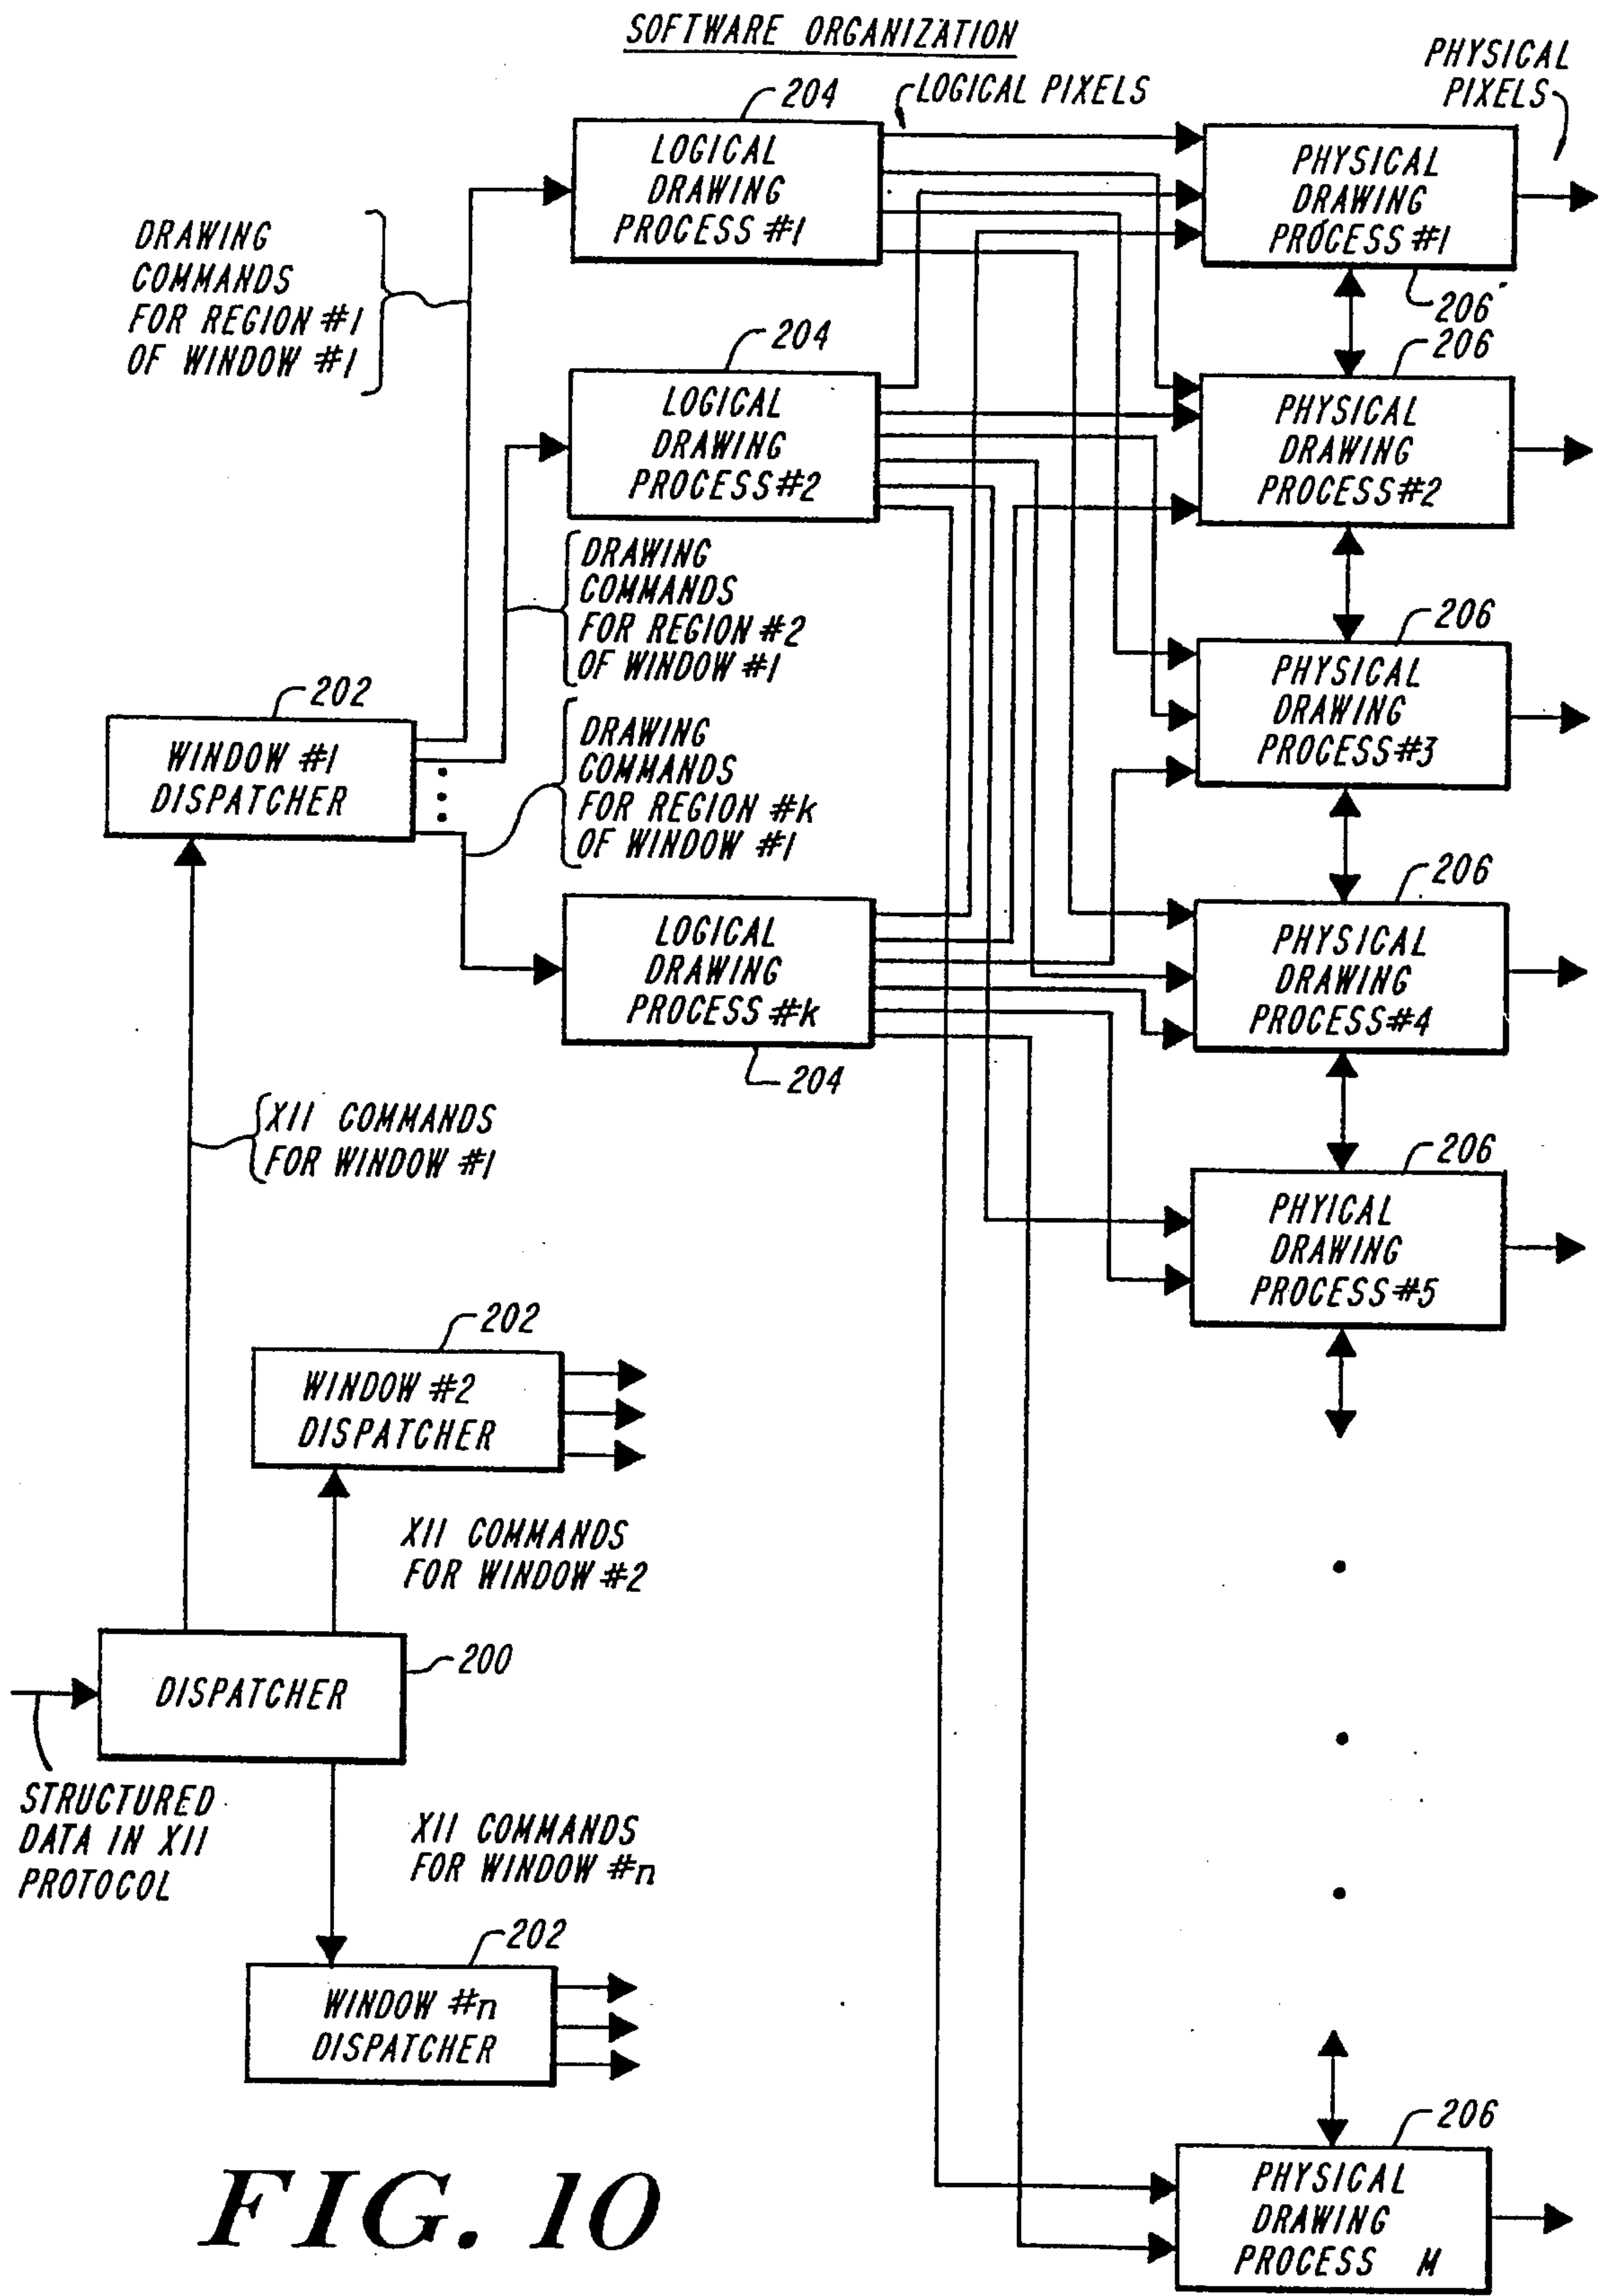 SOFTWARE ORGANIZATION
LOGICAL PIXELS
PHYSICAL
PIXELS
204
LOGICAL
DRAWING
PROCESS #1
PHYSICAL
DRAWING
PROCESS #1
206
DRAWING
COMMANDS
FOR REGION #1
OF WINDOW #1
204
LOGICAL
DRAWING
PROCESS #2
206
PHYSICAL
DRAWING
PROCESS #2
DRAWING
COMMANDS
FOR REGION #2
OF WINDOW #1
206
PHYSICAL
DRAWING
PROCESS #3
202
WINDOW #1
DISPATCHER
DRAWING
COMMANDS
FOR REGION #k
OF WINDOW #1
LOGICAL
DRAWING
PROCESS #k
204
206
PHYSICAL
DRAWING
PROCESS #4
X11 COMMANDS
FOR WINDOW #1
206
PHYICAL
DRAWING
PROCESS #5
202
WINDOW #2
DISPATCHER
X11 COMMANDS
FOR WINDOW #2
200
DISPATCHER
STRUCTURED
DATA IN X11
PROTOCOL
X11 COMMANDS
FOR WINDOW #n
202
WINDOW #n
DISPATCHER
206
PHYSICAL
DRAWING
PROCESS M
FIG. 10